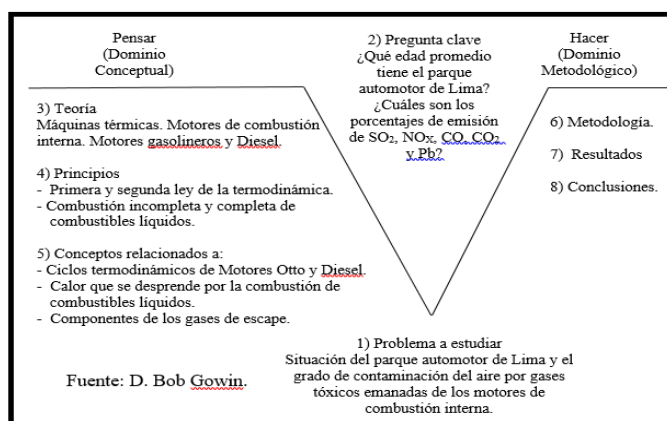 Pensar
(Dominio
Conceptual)
2) Pregunta clave
¿Qué edad promedio
tiene el parque
automotor de Lima?
¿Cuáles son los
porcentajes de emisión
de SO₂, NOx, CO, CO₂
y Pb?
Hacer
(Dominio
Metodológico)
3) Teoría
Máquinas térmicas. Motores de combustión
interna. Motores gasolineros y Diesel.
4) Principios
- Primera y segunda ley de la termodinámica.
- Combustión incompleta y completa de
combustibles líquidos.
5) Conceptos relacionados a:
- Ciclos termodinámicos de Motores Otto y Diesel.
- Calor que se desprende por la combustión de
combustibles líquidos.
- Componentes de los gases de escape.
6) Metodología.
7) Resultados
8) Conclusiones.
1) Problema a estudiar
Situación del parque automotor de Lima y el
grado de contaminación del aire por gases
tóxicos emanadas de los motores de
combustión interna.
Fuente: D. Bob Gowin.